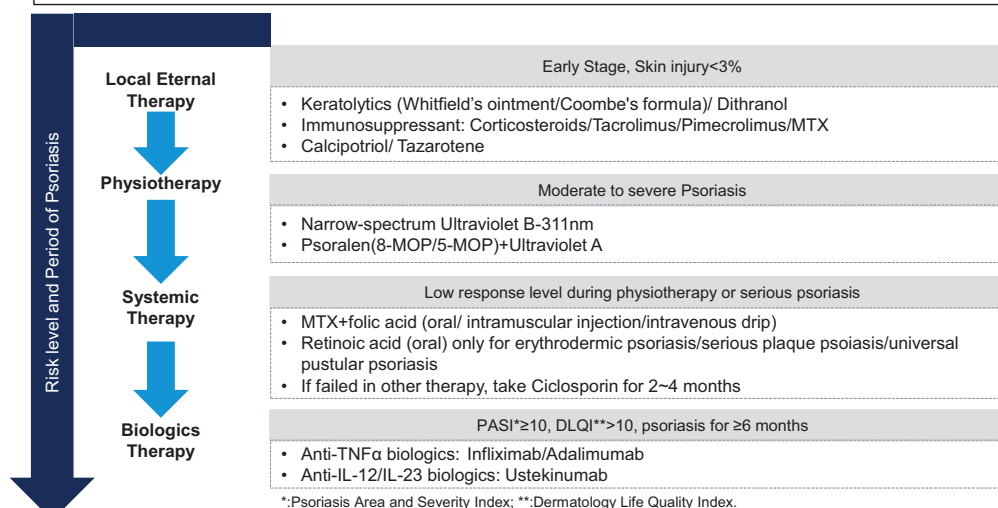 Risk level and Period of Psoriasis
Local Eternal
Therapy
Early Stage, Skin injury<3%
• Keratolytics (Whitfield's ointment/Coombe's formula)/ Dithranol
• Immunosuppressant: Corticosteroids/Tacrolimus/Pimecrolimus/MTX
• Calcipotriol/ Tazarotene
Physiotherapy
Moderate to severe Psoriasis
• Narrow-spectrum Ultraviolet B-311nm
• Psoralen(8-MOP/5-MOP)+Ultraviolet A
Systemic
Therapy
Low response level during physiotherapy or serious psoriasis
• MTX+folic acid (oral/ intramuscular injection/intravenous drip)
• Retinoic acid (oral) only for erythrodermic psoriasis/serious plaque psoiasis/universal
pustular psoriasis
• If failed in other therapy, take Ciclosporin for 2~4 months
Biologics
Therapy
PASI*≥10, DLQI**>10, psoriasis for ≥6 months
• Anti-TNFα biologics: Infliximab/Adalimumab
• Anti-IL-12/IL-23 biologics: Ustekinumab
*:Psoriasis Area and Severity Index; **:Dermatology Life Quality Index.